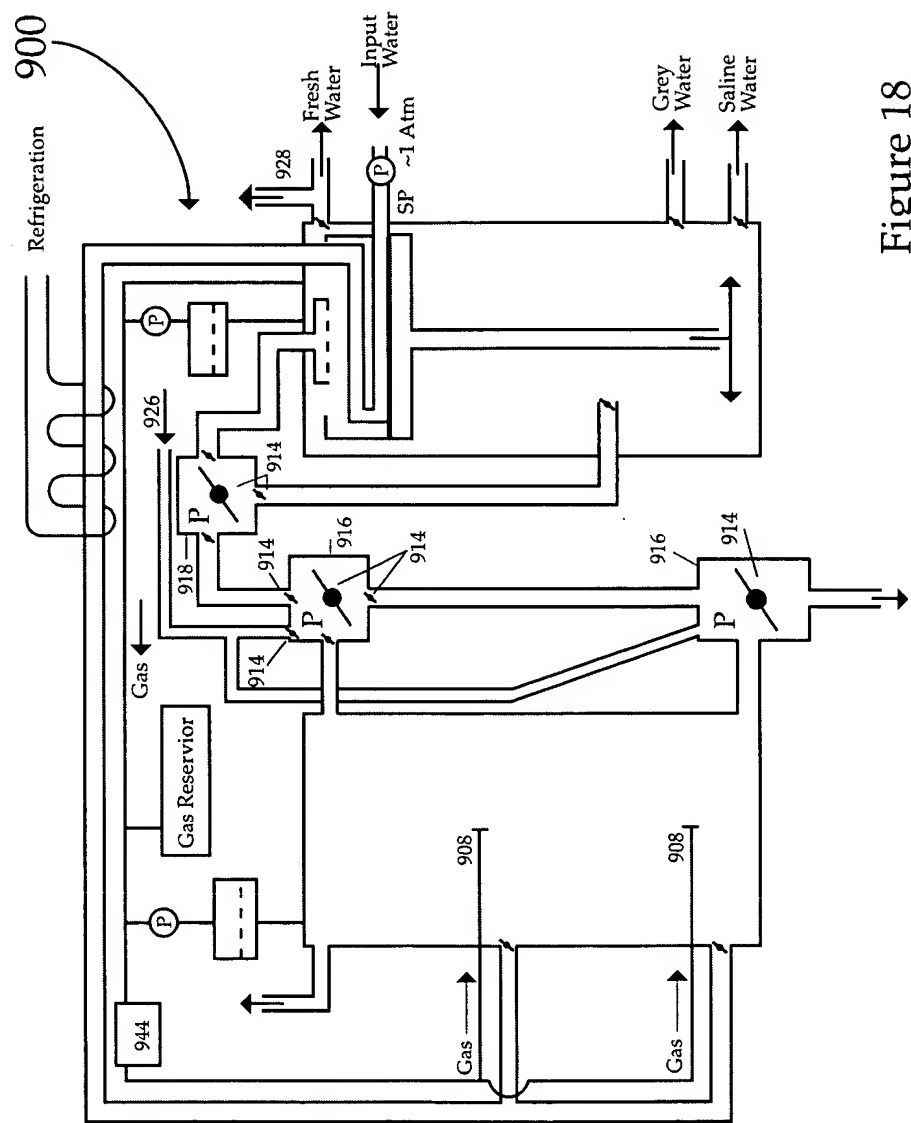 900
Refrigeration
Fresh
Water
Input
Water
~1 Atm
928
P
SP
P
926
Gas
914
P
918
914
916
914
P
914
Gas Reservior
P
944
916
914
P
Grey
Water
Saline
Water
908
Gas
908
Gas
Figure 18